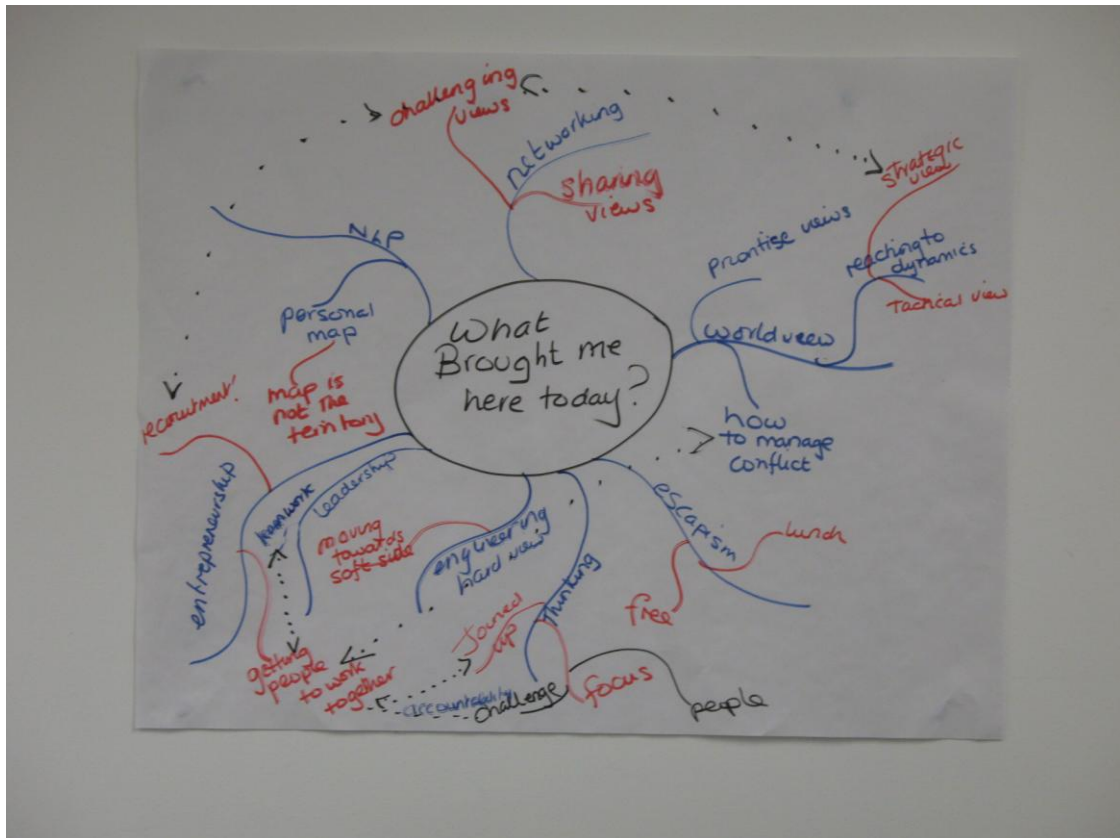 What
Brought me
here today?
challenging
views
networking
sharing
views
strategic
view
reaching to
dynamics
Tactical view
prioritise views
worldview
how
to manage
conflict
escapism
lunch
free
thinking
Joined
up
focus
challenge
people
accountability
engineering
hard view
moving
towards
soft side
leadership
teamwork
entrepreneurship
recruitment!
getting
people
to work
together
NLP
personal
map
map is
not the
territory